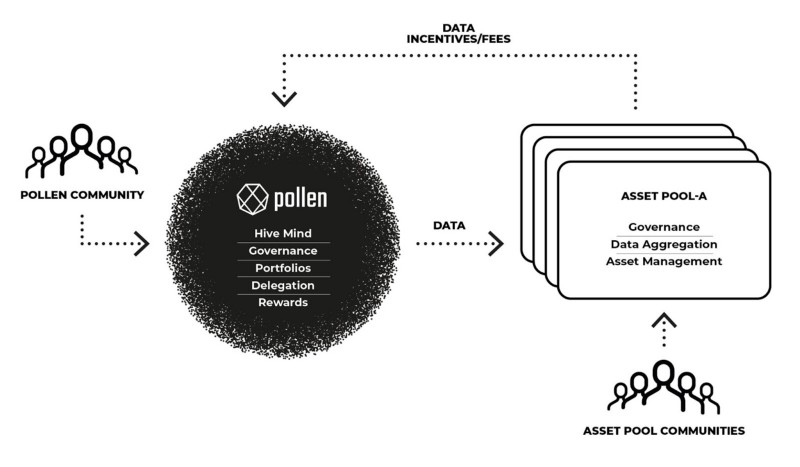 DATA
INCENTIVES/FEES
POLLEN COMMUNITY
pollen
Hive Mind
Governance
Portfolios
Delegation
Rewards
DATA
ASSET POOL-A
Governance
Data Aggregation
Asset Management
ASSET POOL COMMUNITIES